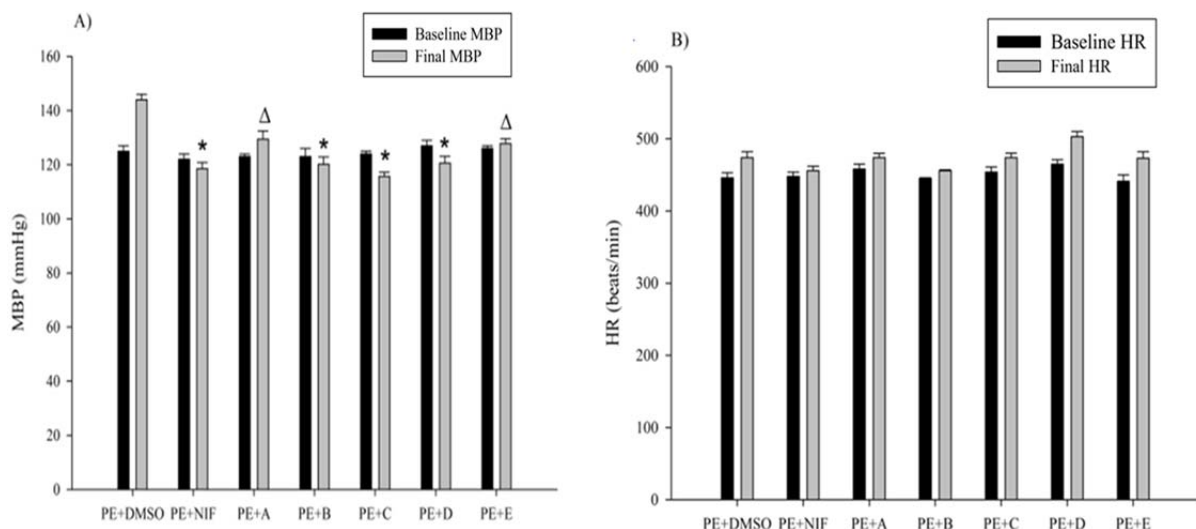 A)
Baseline MBP
Final MBP
160
140
120
100
80
60
40
20
0
MBP (mmHg)
* Δ * * * Δ
PE+DMSO PE+NIF PE+A PE+B PE+C PE+D PE+E
B)
Baseline HR
Final HR
600
500
400
300
200
100
0
HR (beats/min)
PE+DMSO PE+NIF PE+A PE+B PE+C PE+D PE+E